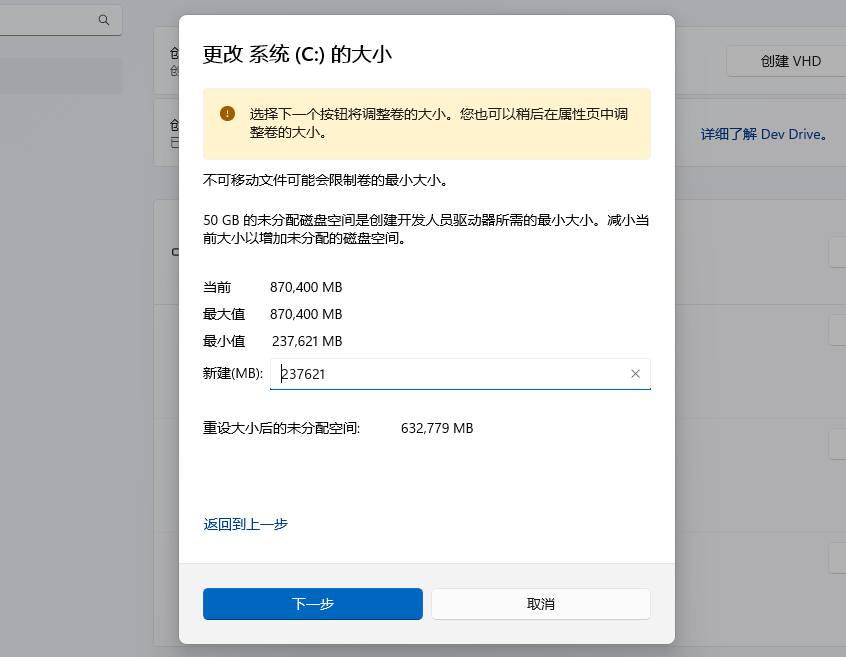 更改 系统 (C:) 的大小
选择下一个按钮将调整卷的大小。您也可以稍后在属性页中调
整卷的大小。
不可移动文件可能会限制卷的最小大小。
50 GB 的未分配磁盘空间是创建开发人员驱动器所需的最小大小。减小当
前大小以增加未分配的磁盘空间。
当前 870,400 MB
最大值 870,400 MB
最小值 237,621 MB
新建(MB): 237621
重设大小后的未分配空间: 632,779 MB
返回到上一步
下一步 取消
创建 VHD
详细了解 Dev Drive。